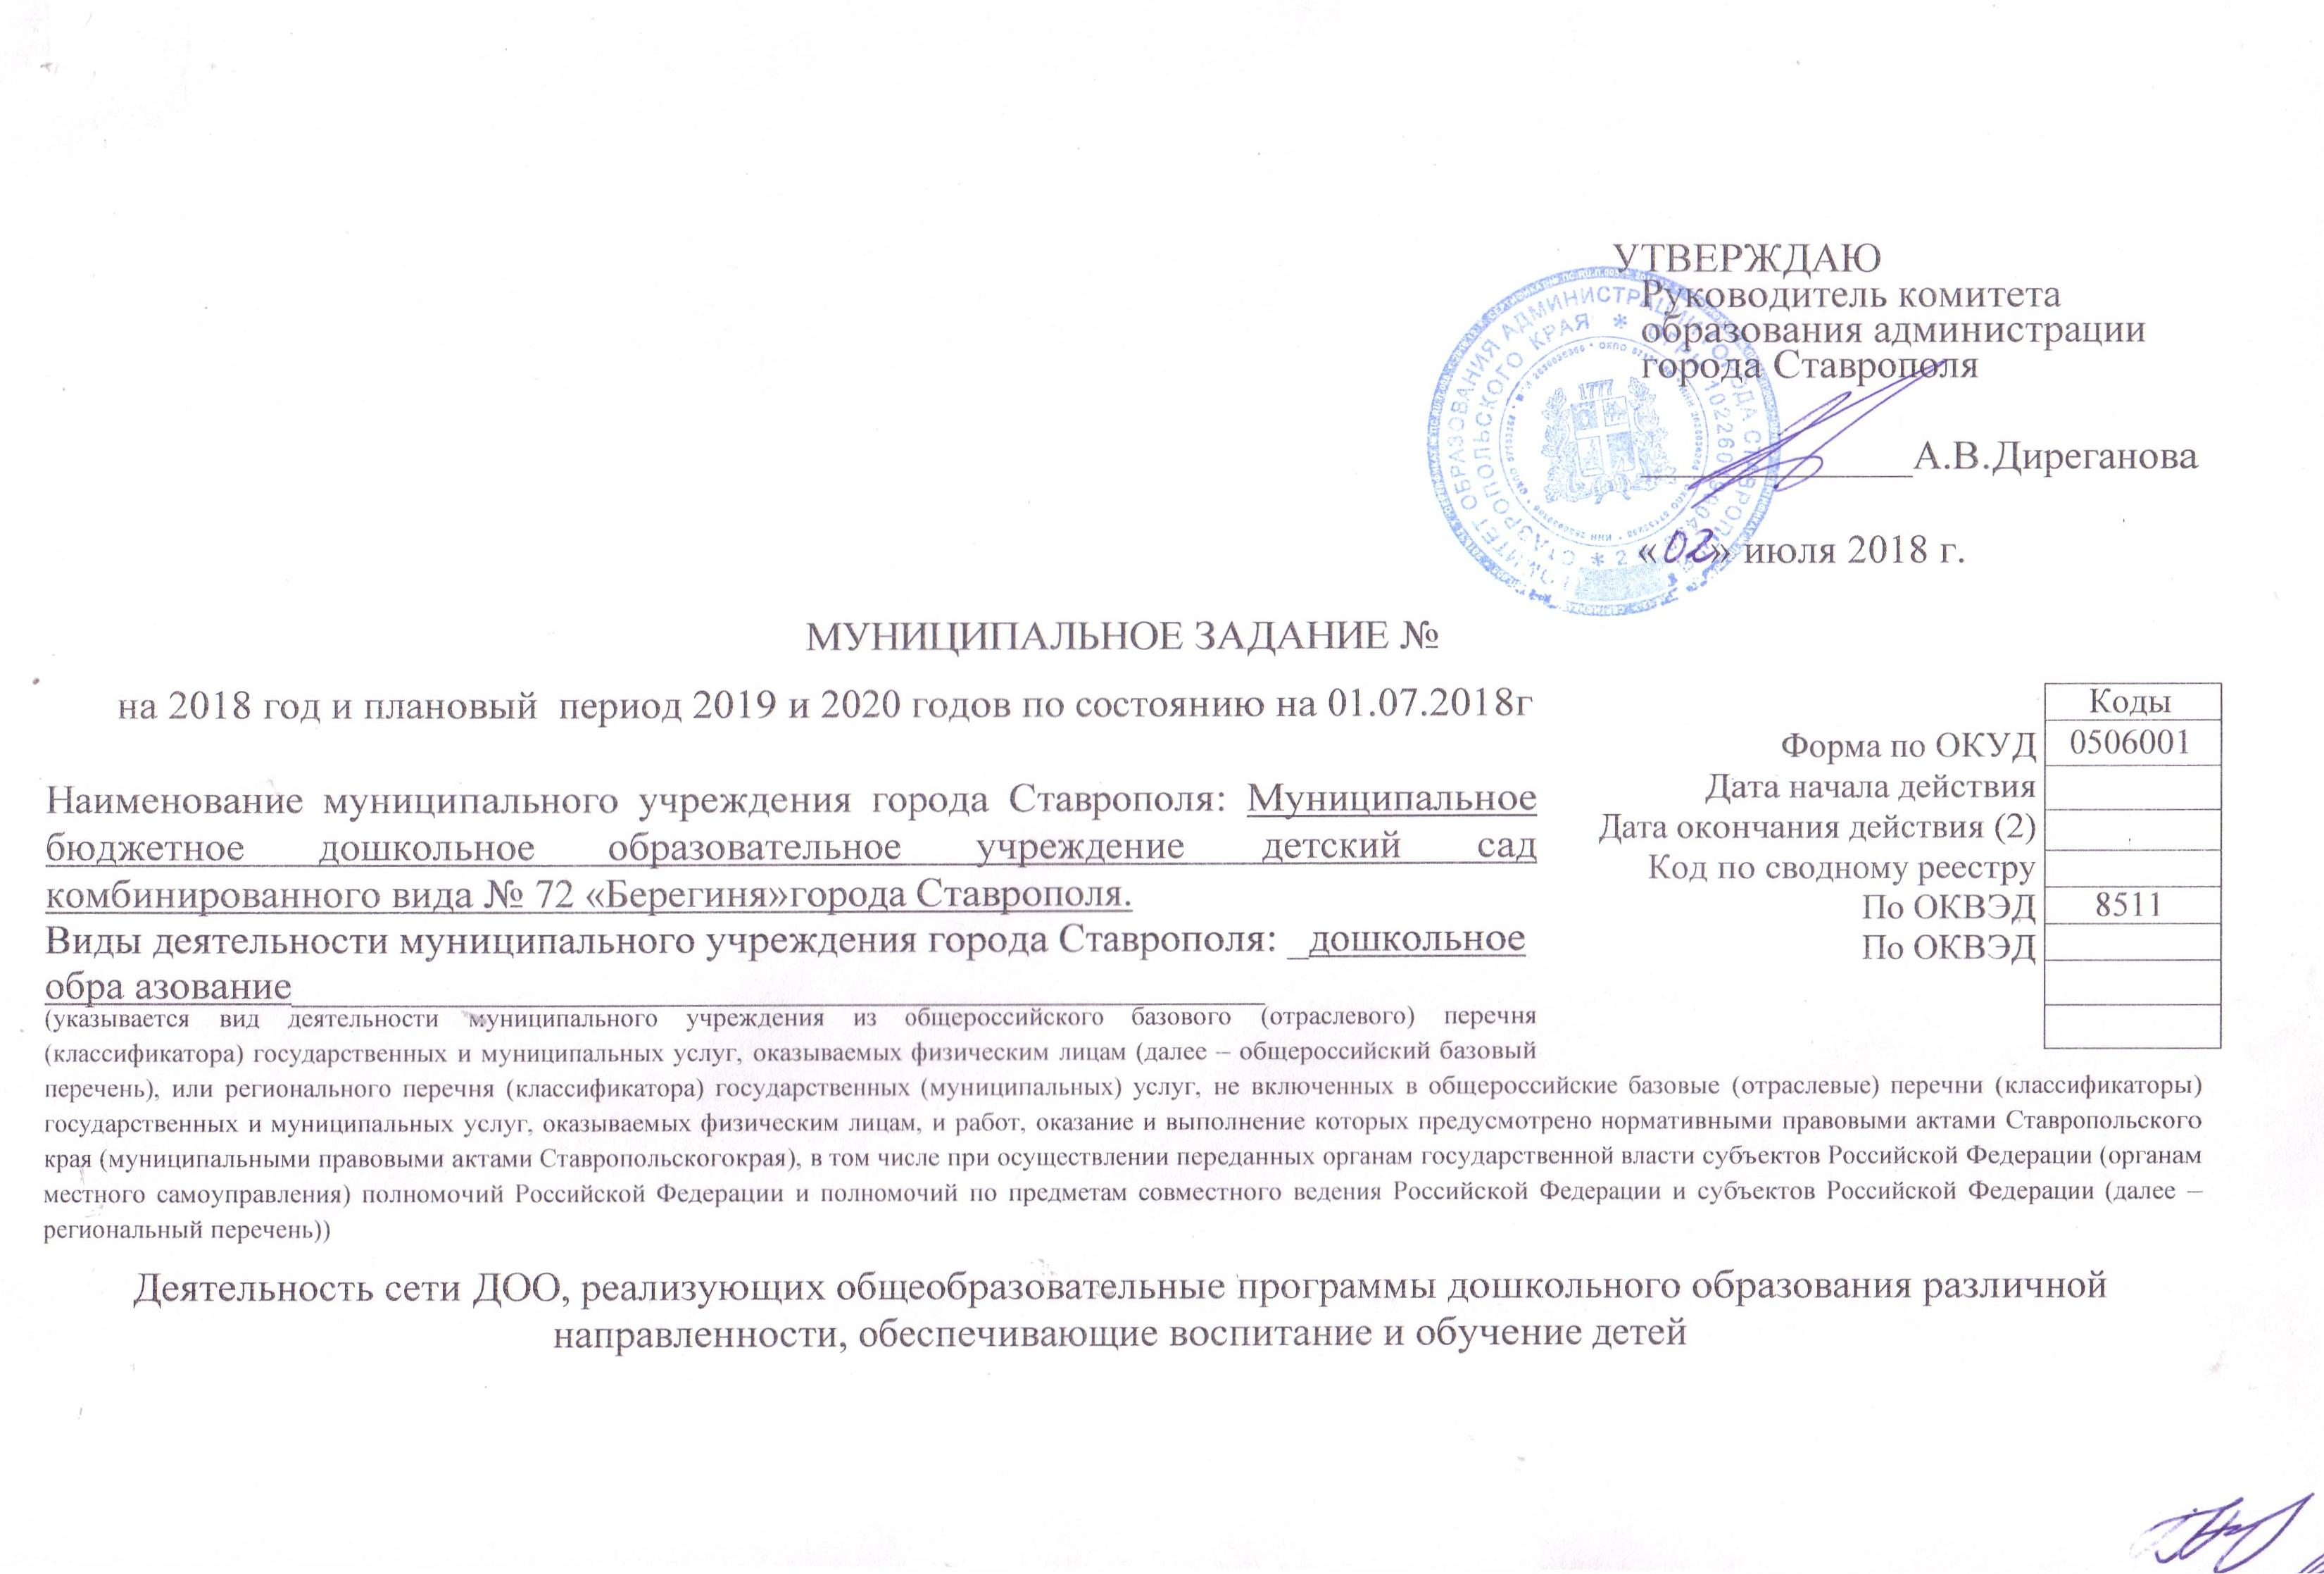 УТВЕРЖДАЮ
Руководитель комитета
образования администрации
города Ставрополя
А.В.Диреганова
«02» июля 2018 г.
1777
МУНИЦИПАЛЬНОЕ ЗАДАНИЕ №
на 2018 год и плановый период 2019 и 2020 годов по состоянию на 01.07.2018г
Коды
Форма по ОКУД 0506001
Дата начала действия
Дата окончания действия (2)
Код по сводному реестру
По ОКВЭД 8511
По ОКВЭД
Наименование муниципального учреждения города Ставрополя: Муниципальное
бюджетное дошкольное образовательное учреждение детский сад
комбинированного вида № 72 «Берегиня»города Ставрополя.
Виды деятельности муниципального учреждения города Ставрополя: _дошкольное
обра азование
(указывается вид деятельности муниципального учреждения из общероссийского базового (отраслевого) перечня
(классификатора) государственных и муниципальных услуг, оказываемых физическим лицам (далее – общероссийский базовый
перечень), или регионального перечня (классификатора) государственных (муниципальных) услуг, не включенных в общероссийские базовые (отраслевые) перечни (классификаторы)
государственных и муниципальных услуг, оказываемых физическим лицам, и работ, оказание и выполнение которых предусмотрено нормативными правовыми актами Ставропольского
края (муниципальными правовыми актами Ставропольскогокрая), в том числе при осуществлении переданных органам государственной власти субъектов Российской Федерации (органам
местного самоуправления) полномочий Российской Федерации и полномочий по предметам совместного ведения Российской Федерации и субъектов Российской Федерации (далее –
региональный перечень))
Деятельность сети ДОО, реализующих общеобразовательные программы дошкольного образования различной
направленности, обеспечивающие воспитание и обучение детей